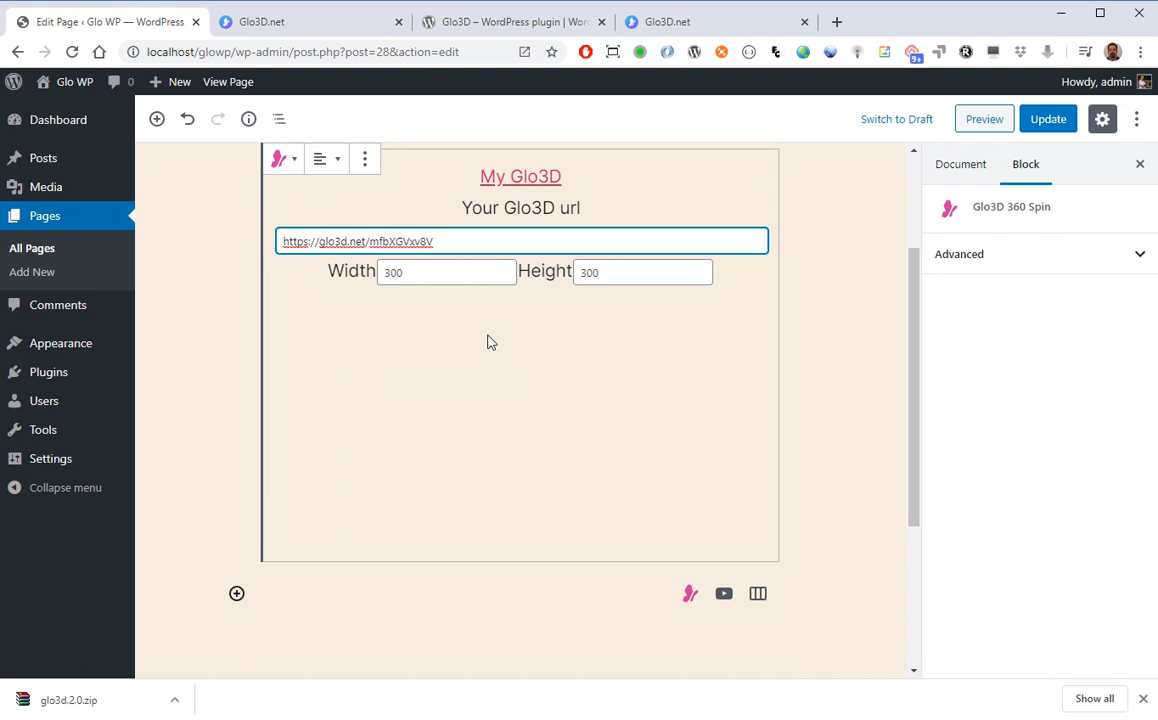 Edit Page ‹ Glo WP — WordPress
Glo3D.net
Glo3D – WordPress plugin | Wor
Glo3D.net
localhost/glowp/wp-admin/post.php?post=28&action=edit
9+
Glo WP 0 New View Page
Howdy, admin
Dashboard
Posts
Media
Pages
All Pages
Add New
Comments
Appearance
Plugins
Users
Tools
Settings
Collapse menu
Switch to Draft Preview Update
My Glo3D
Your Glo3D url
https://glo3d.net/mfbXGVxv8V
Width 300 Height 300
Document Block
Glo3D 360 Spin
Advanced
glo3d.2.0.zip
Show all